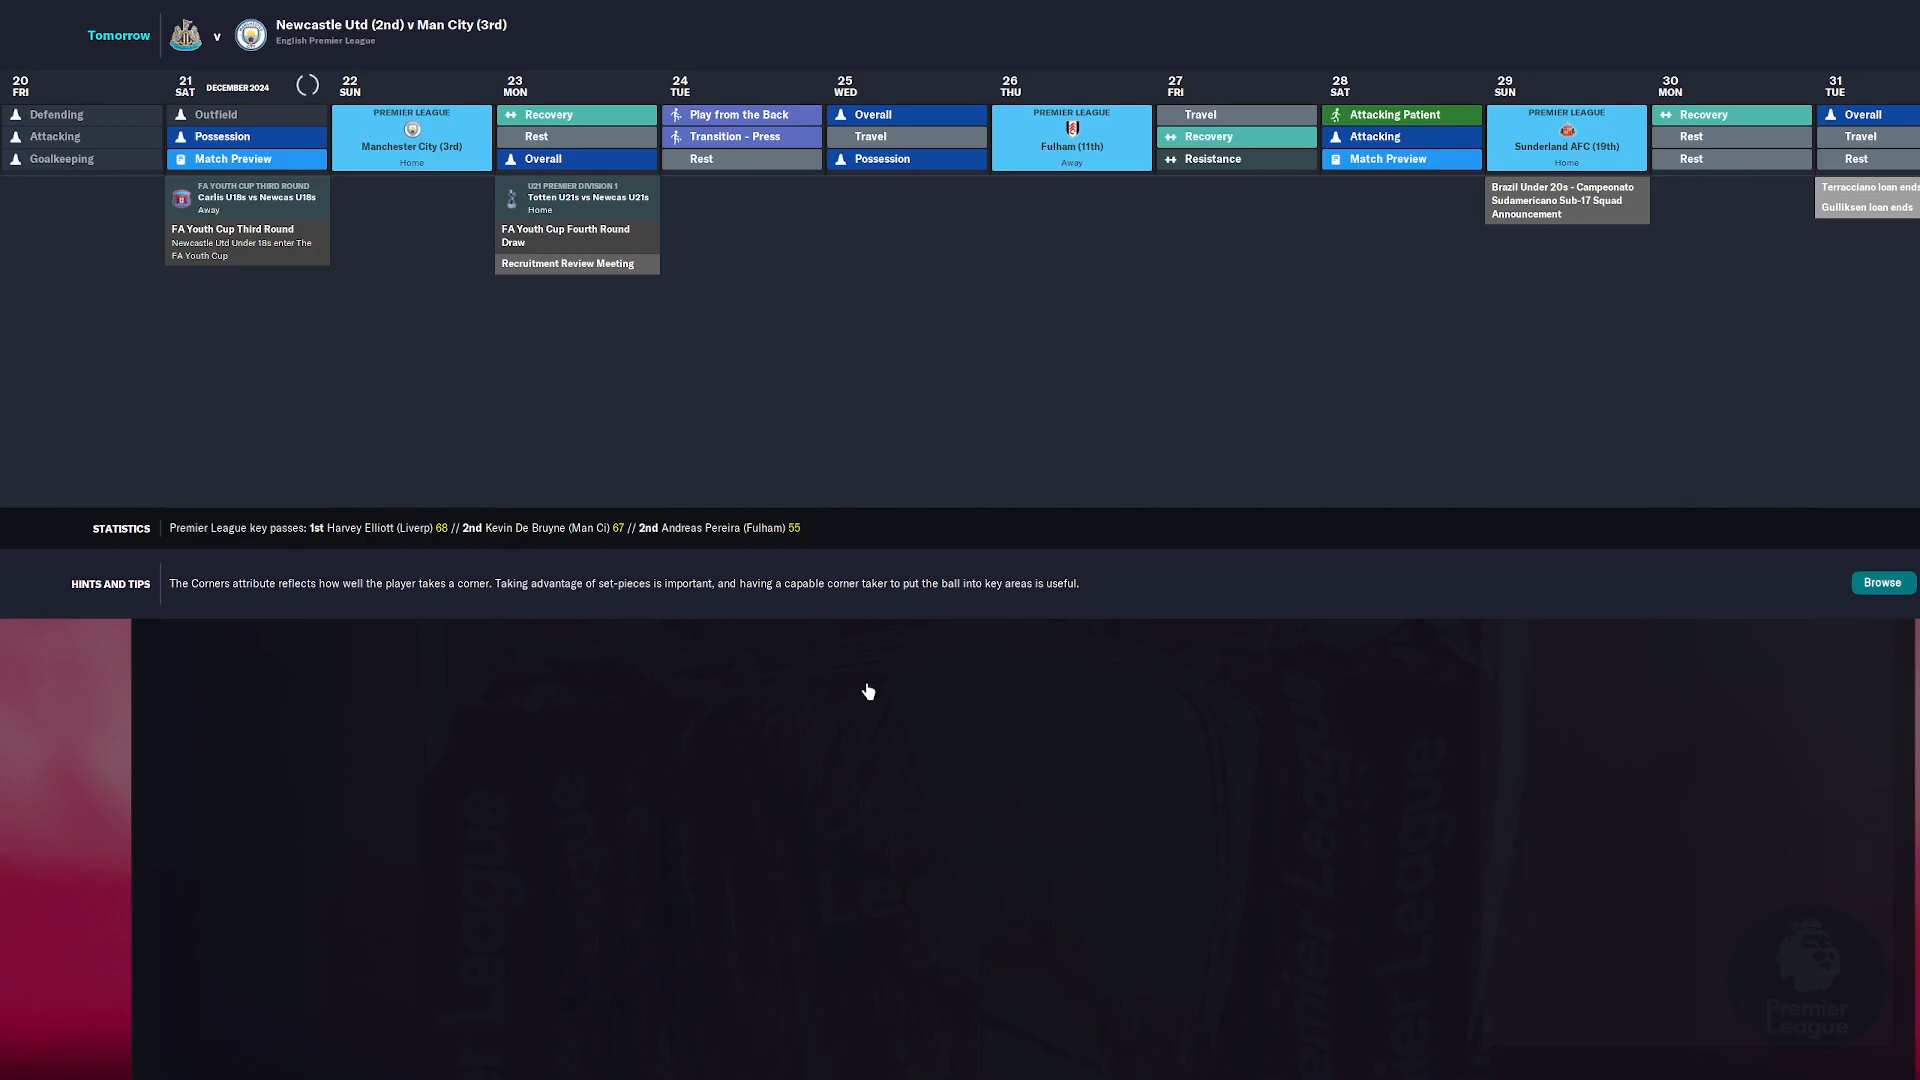 Tomorrow
v
Newcastle Utd (2nd) v Man City (3rd)
English Premier League
20
FRI
21
SAT
DECEMBER 2024
22
SUN
23
MON
24
TUE
25
WED
26
THU
27
FRI
28
SAT
29
SUN
30
MON
31
TUE
Defending
Attacking
Goalkeeping
Outfield
Possession
Match Preview
PREMIER LEAGUE
Manchester City (3rd)
Home
Recovery
Rest
Overall
Play from the Back
Transition - Press
Rest
Overall
Travel
Possession
PREMIER LEAGUE
Fulham (11th)
Away
Travel
Recovery
Resistance
Attacking Patient
Attacking
Match Preview
PREMIER LEAGUE
Sunderland AFC (19th)
Home
Recovery
Rest
Rest
Overall
Travel
Rest
FA YOUTH CUP THIRD ROUND
Carlis U18s vs Newcas U18s
Away
FA Youth Cup Third Round
Newcastle Utd Under 18s enter The
FA Youth Cup
U21 PREMIER DIVISION 1
Totten U21s vs Newcas U21s
Home
FA Youth Cup Fourth Round
Draw
Recruitment Review Meeting
Brazil Under 20s - Campeonato
Sudamericano Sub-17 Squad
Announcement
Terracciano loan ends
Gulliksen loan ends
STATISTICS
Premier League key passes: 1st Harvey Elliott (Liverp) 68 // 2nd Kevin De Bruyne (Man Ci) 67 // 2nd Andreas Pereira (Fulham) 55
HINTS AND TIPS
The Corners attribute reflects how well the player takes a corner. Taking advantage of set-pieces is important, and having a capable corner taker to put the ball into key areas is useful.
Browse
Premier League
Premier League
Premier
League